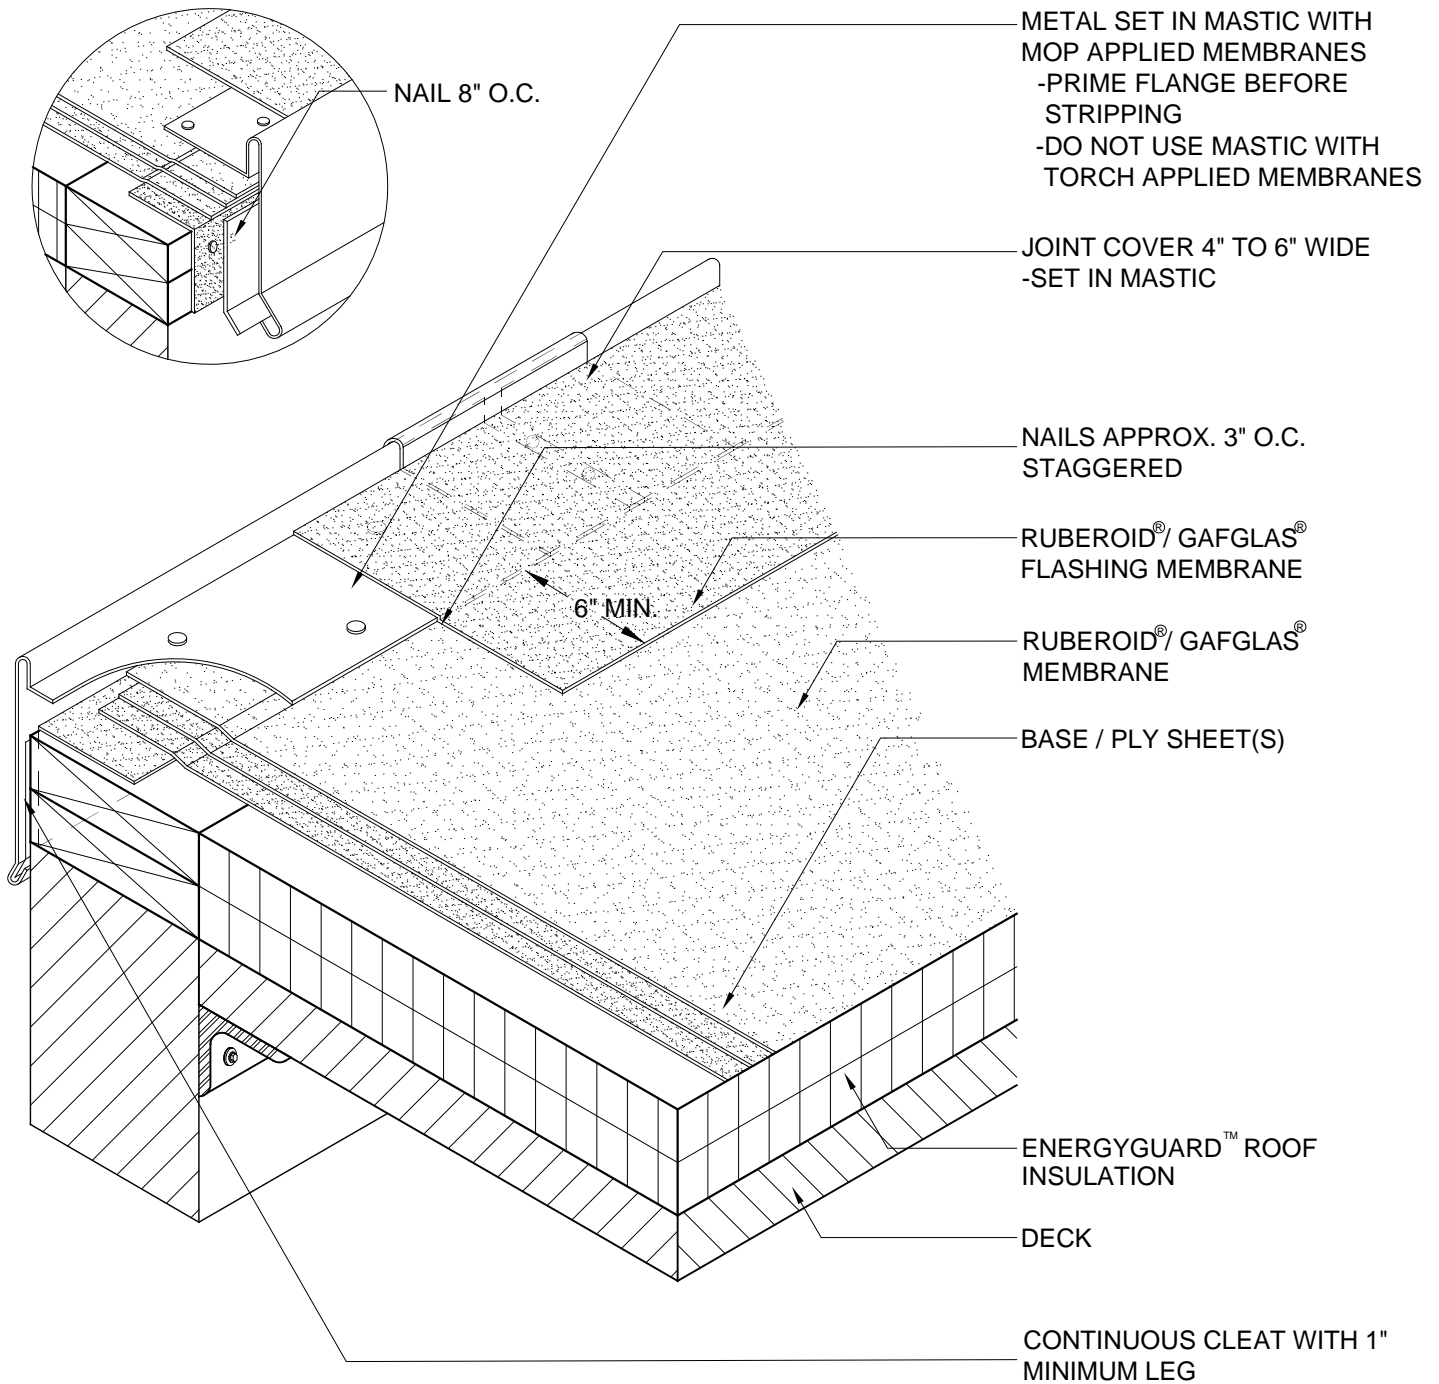 METAL SET IN MASTIC WITH
MOP APPLIED MEMBRANES
-PRIME FLANGE BEFORE
STRIPPING
-DO NOT USE MASTIC WITH
TORCH APPLIED MEMBRANES
NAIL 8" O.C.
JOINT COVER 4" TO 6" WIDE
-SET IN MASTIC
NAILS APPROX. 3" O.C.
STAGGERED
RUBEROID®/ GAFGLAS®
FLASHING MEMBRANE
6" MIN.
RUBEROID®/ GAFGLAS®
MEMBRANE
BASE / PLY SHEET(S)
ENERGYGUARD™ ROOF
INSULATION
DECK
CONTINUOUS CLEAT WITH 1"
MINIMUM LEG